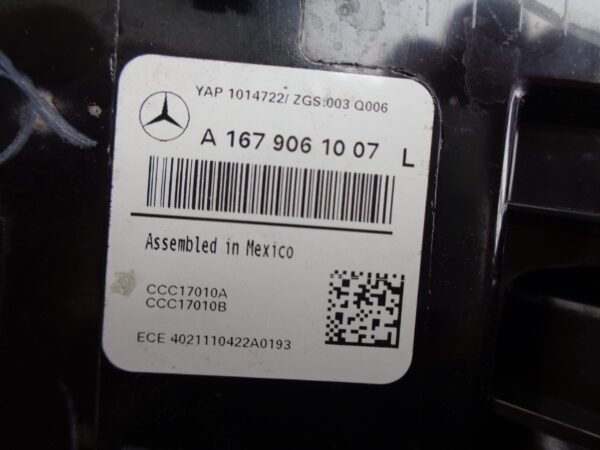 YAP 1014722/ ZGS:003 Q006
A 167 906 10 07 L
Assembled in Mexico
CCC17010A
CCC17010B
ECE 4021110422A0193